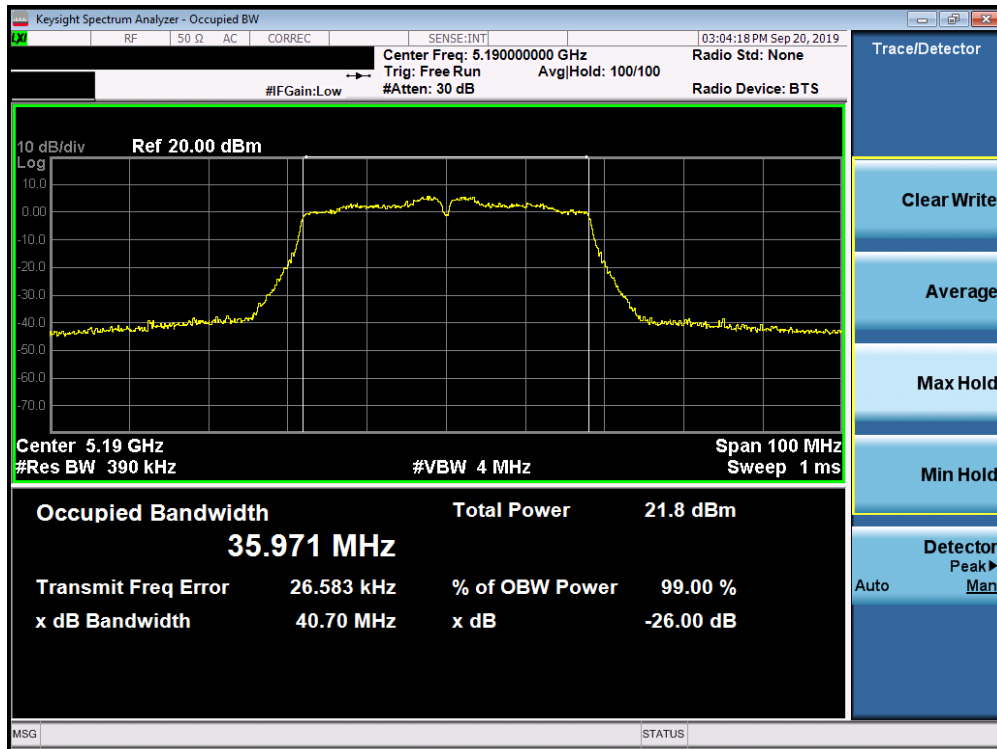 Keysight Spectrum Analyzer - Occupied BW
LXI RF 50 Ω AC CORREC SENSE:INT 03:04:18 PM Sep 20, 2019
Center Freq: 5.190000000 GHz Radio Std: None
Trig: Free Run Avg|Hold: 100/100
#IFGain:Low #Atten: 30 dB Radio Device: BTS
Trace/Detector
10 dB/div Ref 20.00 dBm
Log
10.0
0.00
-10.0
-20.0
-30.0
-40.0
-50.0
-60.0
-70.0
Center 5.19 GHz Span 100 MHz
#Res BW 390 kHz #VBW 4 MHz Sweep 1 ms
Occupied Bandwidth Total Power 21.8 dBm
35.971 MHz
Transmit Freq Error 26.583 kHz % of OBW Power 99.00 %
x dB Bandwidth 40.70 MHz x dB -26.00 dB
Clear Write
Average
Max Hold
Min Hold
Detector
Peak▶
Auto Man
MSG STATUS